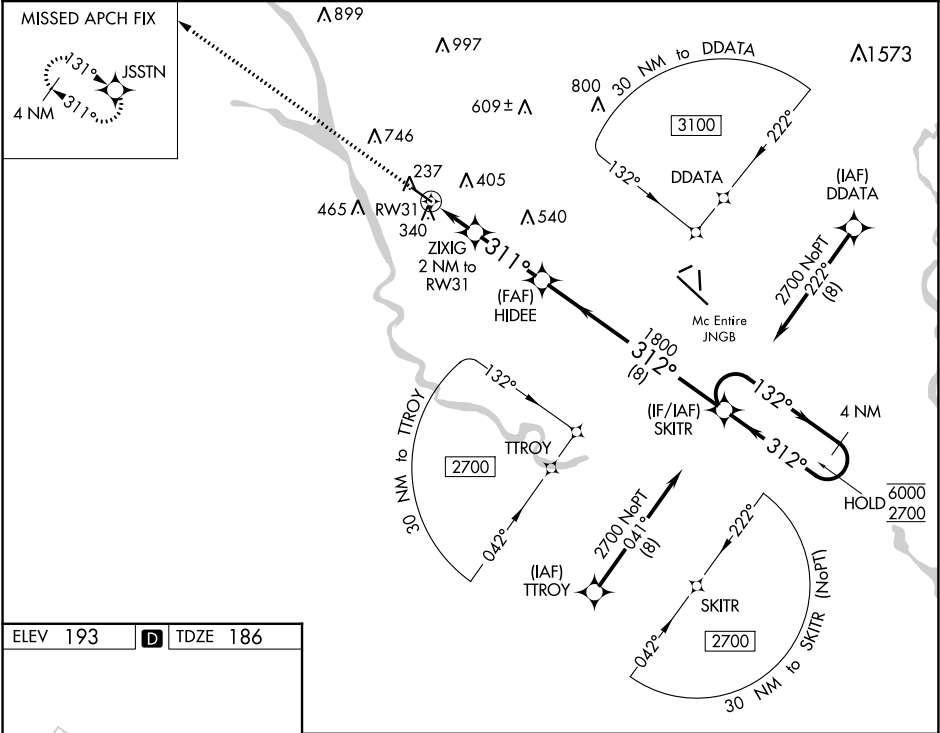 MISSED APCH FIX
131°
JSSTN
4 NM
311°
899
997
1573
30 NM to DDATA
800
609±
3100
222°
132°
DDATA
746
237
405
465
RW31
340
540
ZIXIG
2 NM to
RW31
311°
(FAF)
HIDEE
(IAF)
DDATA
2700 NoPT
222°
(8)
Mc Entire
JNGB
1800
312°
(8)
(IF/IAF)
SKITR
132°
4 NM
312°
HOLD
6000
2700
30 NM to TTROY
132°
TTROY
2700
042°
2700 NoPT
041°
(8)
(IAF)
TTROY
222°
SKITR
2700
042°
30 NM to SKITR (NoPT)
ELEV 193
D
TDZE 186